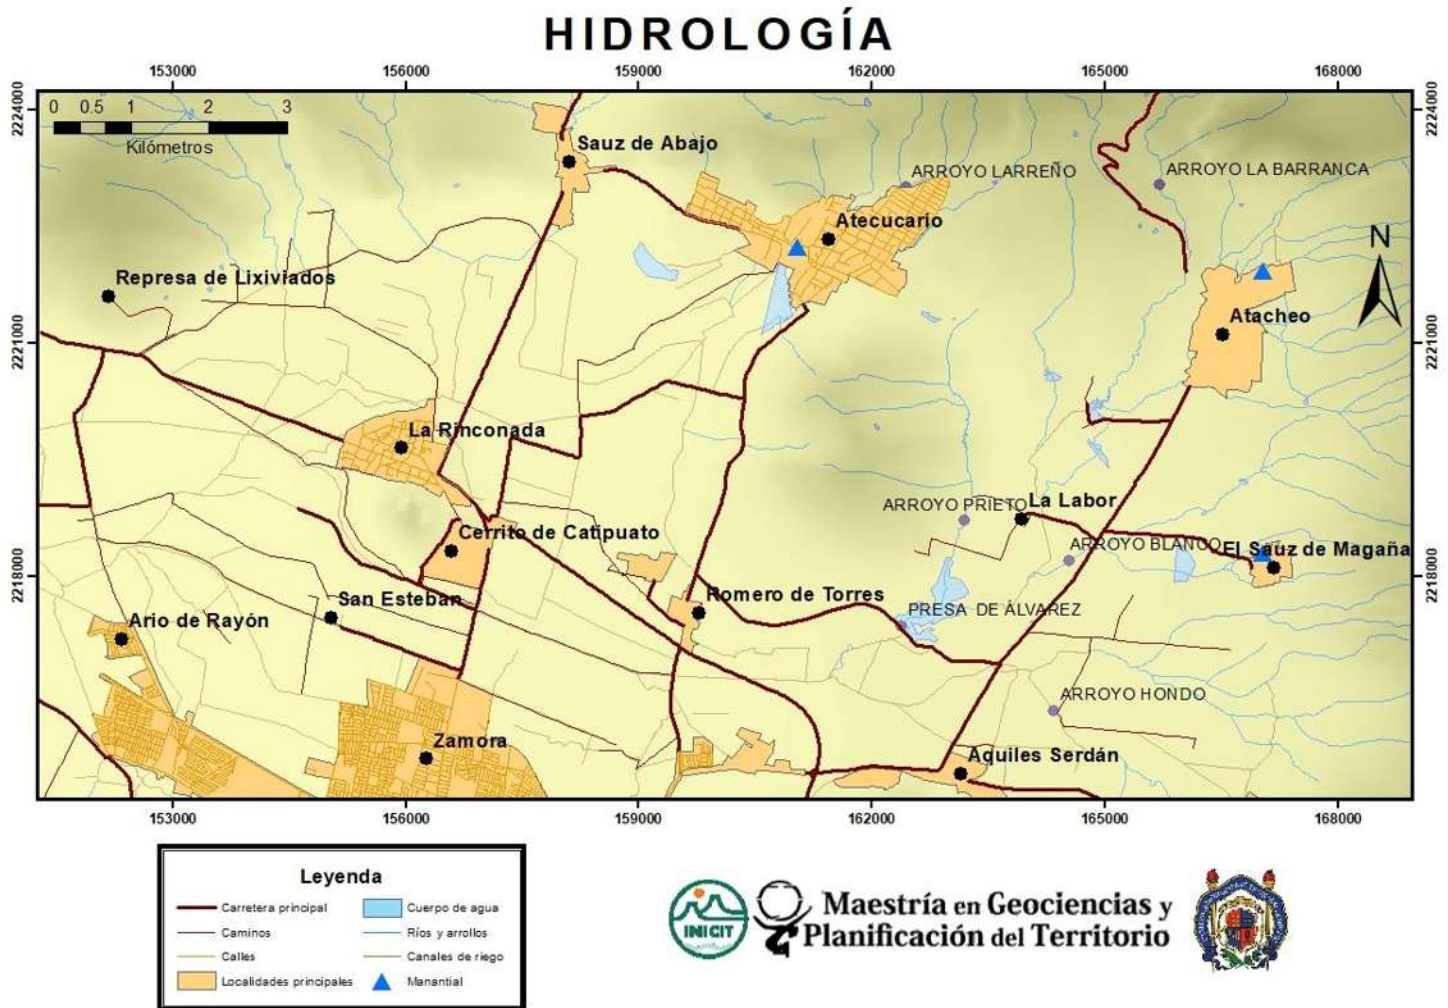 HIDROLOGÍA
153000 156000 159000 162000 165000 168000
2224000
2224000
0 0.5 1 2 3
Kilómetros
Sauz de Abajo
ARROYO LARREÑO
ARROYO LA BARRANCA
Atecucario
N
Represa de Lixiviados
Atacheo
2221000
2221000
La Rinconada
ARROYO PRIETO
La Labor
Cerrito de Catipuato
ARROYO BLANCO
El Sauz de Magaña
2218000
2218000
San Esteban
Romero de Torres
PRESA DE ÁLVAREZ
Ario de Rayón
ARROYO HONDO
Zamora
Aquiles Serdán
153000 156000 159000 162000 165000 168000
Leyenda
Carretera principal
Caminos
Calles
Localidades principales
Cuerpo de agua
Ríos y arrollos
Canales de riego
Manantial
INICIT
Maestría en Geociencias y
Planificación del Territorio